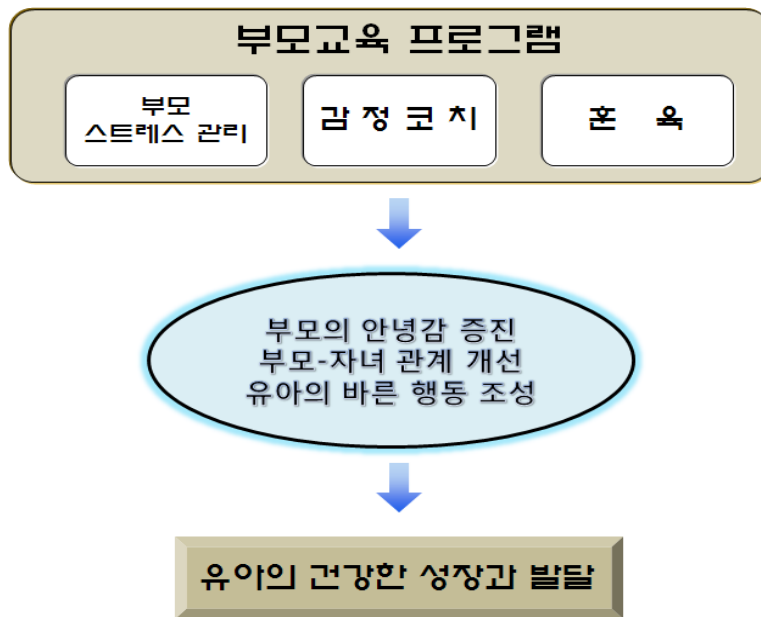 부모교육 프로그램
부모
스트레스 관리
감정코치
훈 육
부모의 안녕감 증진
부모-자녀 관계 개선
유아의 바른 행동 조성
유아의 건강한 성장과 발달